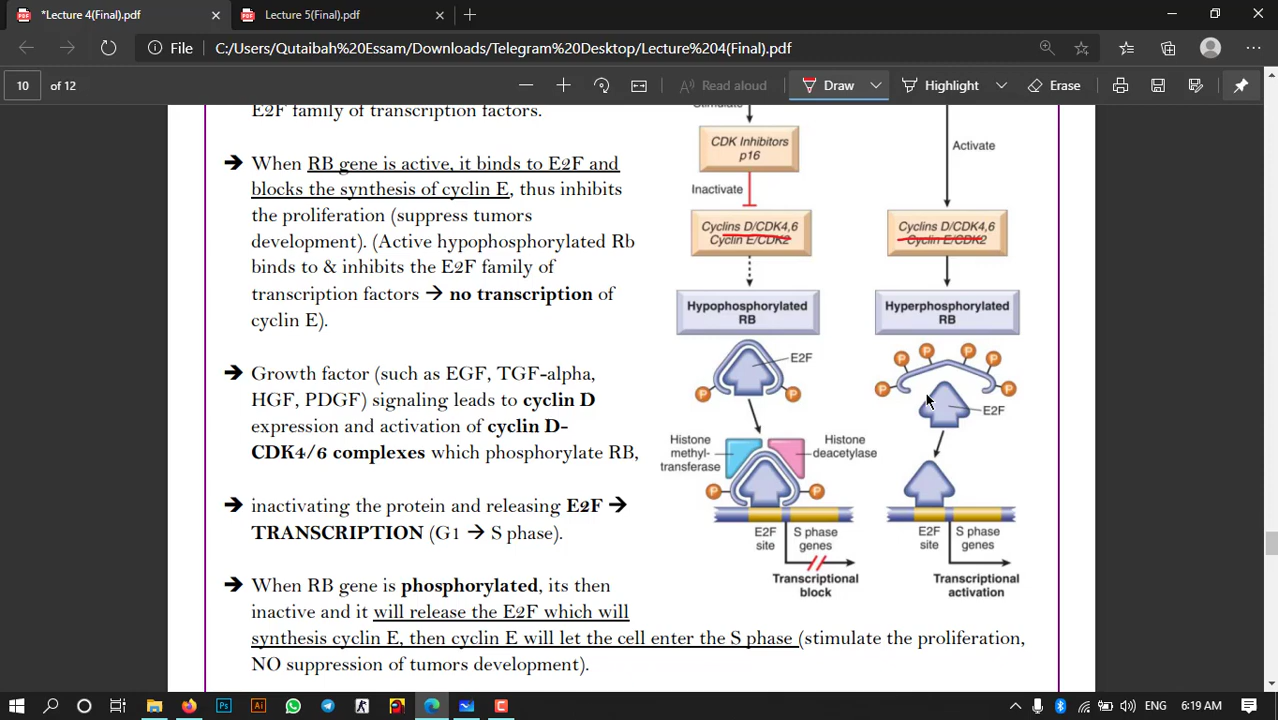 *Lecture 4(Final).pdf
Lecture 5(Final).pdf
File
C:/Users/Qutaibah%20Essam/Downloads/Telegram%20Desktop/Lecture%204(Final).pdf
10 of 12
Read aloud
Draw
Highlight
Erase
E2F family of transcription factors.
➔ When RB gene is active, it binds to E2F and
blocks the synthesis of cyclin E, thus inhibits
the proliferation (suppress tumors
development). (Active hypophosphorylated Rb
binds to & inhibits the E2F family of
transcription factors → no transcription of
cyclin E).
➔ Growth factor (such as EGF, TGF-alpha,
HGF, PDGF) signaling leads to cyclin D
expression and activation of cyclin D-
CDK4/6 complexes which phosphorylate RB,
➔ inactivating the protein and releasing E2F →
TRANSCRIPTION (G1 → S phase).
➔ When RB gene is phosphorylated, its then
inactive and it will release the E2F which will
synthesis cyclin E, then cyclin E will let the cell enter the S phase (stimulate the proliferation,
NO suppression of tumors development).
Stimulate
CDK Inhibitors
p16
Inactivate
Cyclins D/CDK4,6
Cyclin E/CDK2
Hypophosphorylated
RB
E2F
P
P
Histone
methyl-
transferase
Histone
deacetylase
P
P
E2F
site
S phase
genes
Transcriptional
block
Activate
Cyclins D/CDK4,6
Cyclin E/CDK2
Hyperphosphorylated
RB
P
P
P
P
P
P
E2F
E2F
site
S phase
genes
Transcriptional
activation
Ps
Ai
ENG
6:19 AM